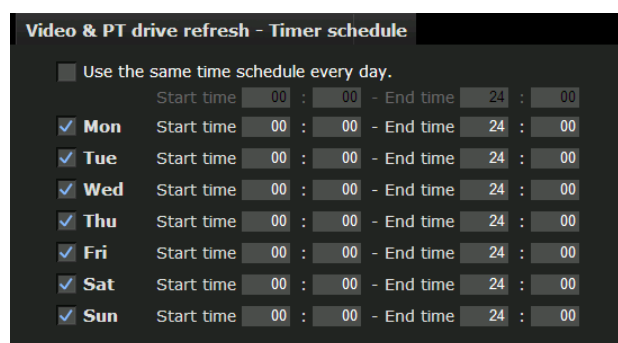 Video & PT drive refresh - Timer schedule
Use the same time schedule every day.
Start time 00 : 00 - End time 24 : 00
Mon Start time 00 : 00 - End time 24 : 00
Tue Start time 00 : 00 - End time 24 : 00
Wed Start time 00 : 00 - End time 24 : 00
Thu Start time 00 : 00 - End time 24 : 00
Fri Start time 00 : 00 - End time 24 : 00
Sat Start time 00 : 00 - End time 24 : 00
Sun Start time 00 : 00 - End time 24 : 00